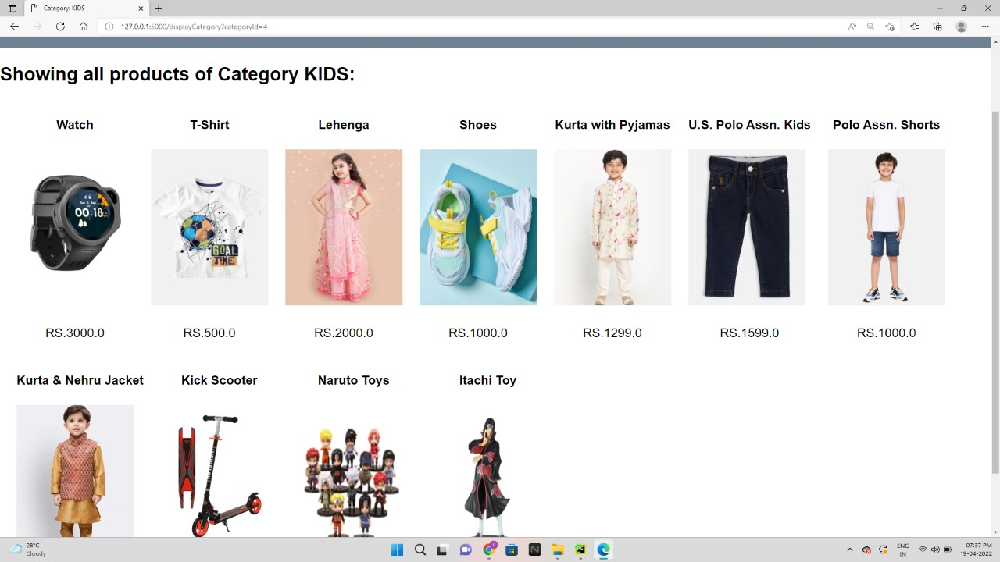 Category: KIDS
127.0.0.1:5000/displayCategory?categoryId=4
Showing all products of Category KIDS:
Watch T-Shirt Lehenga Shoes Kurta with Pyjamas U.S. Polo Assn. Kids Polo Assn. Shorts
00:18
GOAL
TIME
RS.3000.0 RS.500.0 RS.2000.0 RS.1000.0 RS.1299.0 RS.1599.0 RS.1000.0
Kurta & Nehru Jacket Kick Scooter Naruto Toys Itachi Toy
28°C
Cloudy
ENG
IN
07:37 PM
19-04-2022